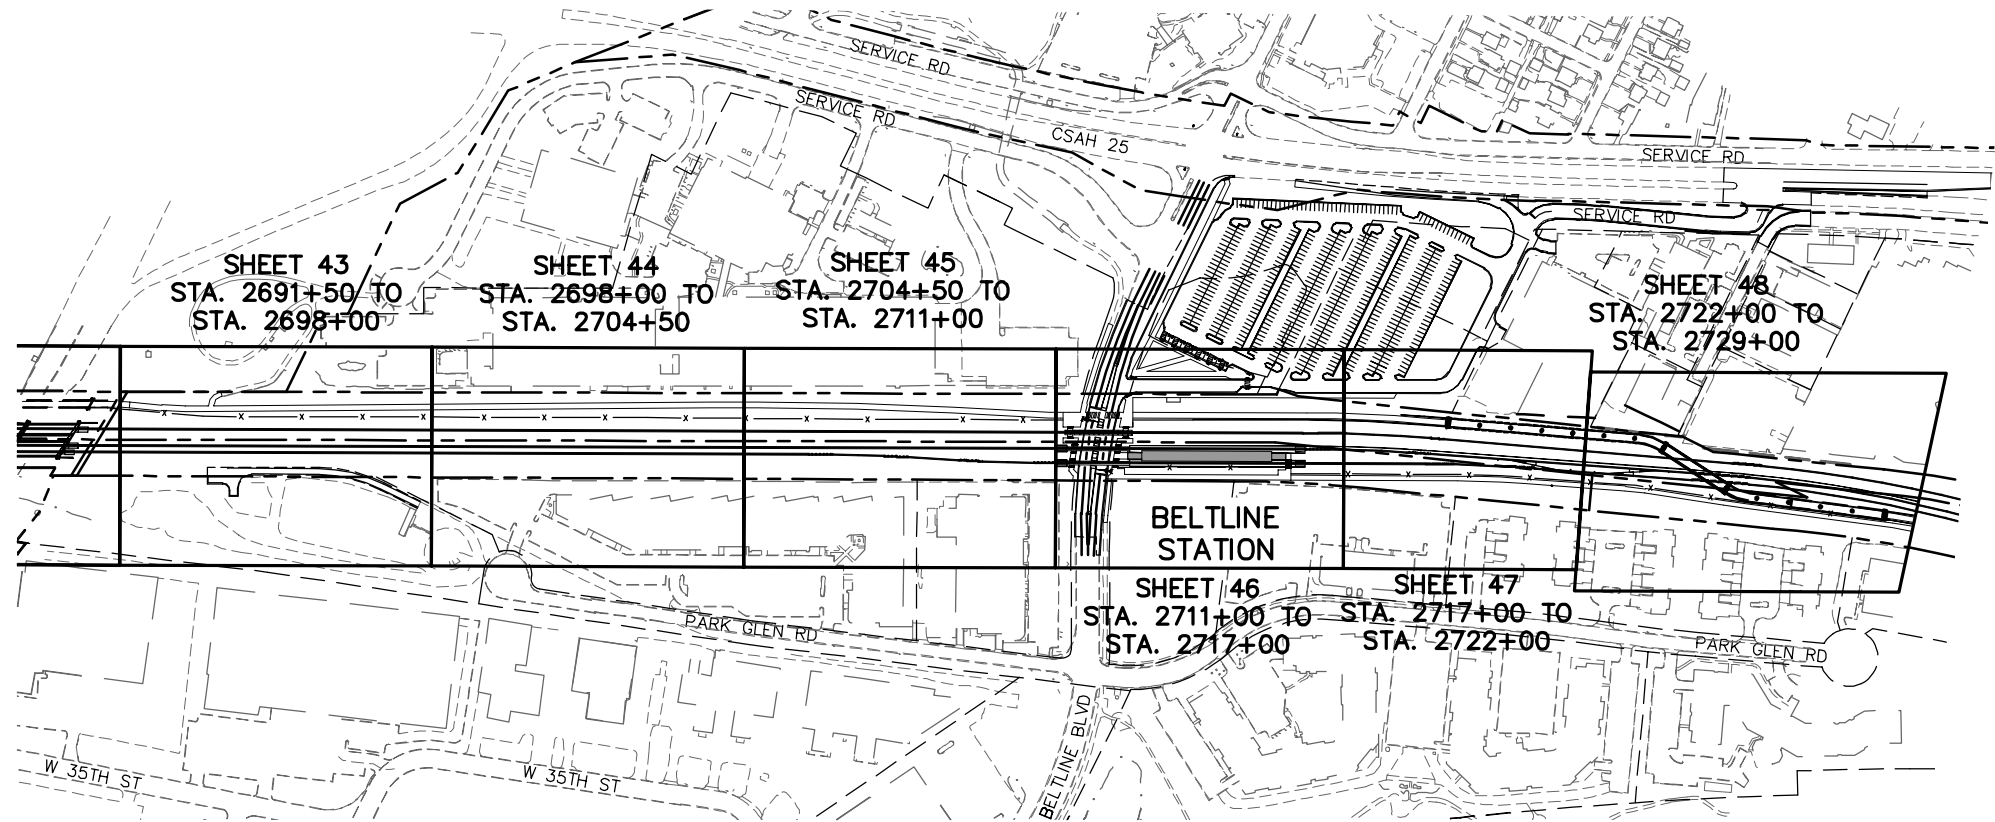 SERVICE RD
SERVICE RD
CSAH 25
SERVICE RD
SERVICE RD
SHEET 43
STA. 2691+50 TO
STA. 2698+00
SHEET 44
STA. 2698+00 TO
STA. 2704+50
SHEET 45
STA. 2704+50 TO
STA. 2711+00
SHEET 48
STA. 2722+00 TO
STA. 2729+00
BELTLINE
STATION
SHEET 46
STA. 2711+00 TO
STA. 2717+00
SHEET 47
STA. 2717+00 TO
STA. 2722+00
PARK GLEN RD
PARK GLEN RD
BELTLINE BLVD
W 35TH ST
W 35TH ST